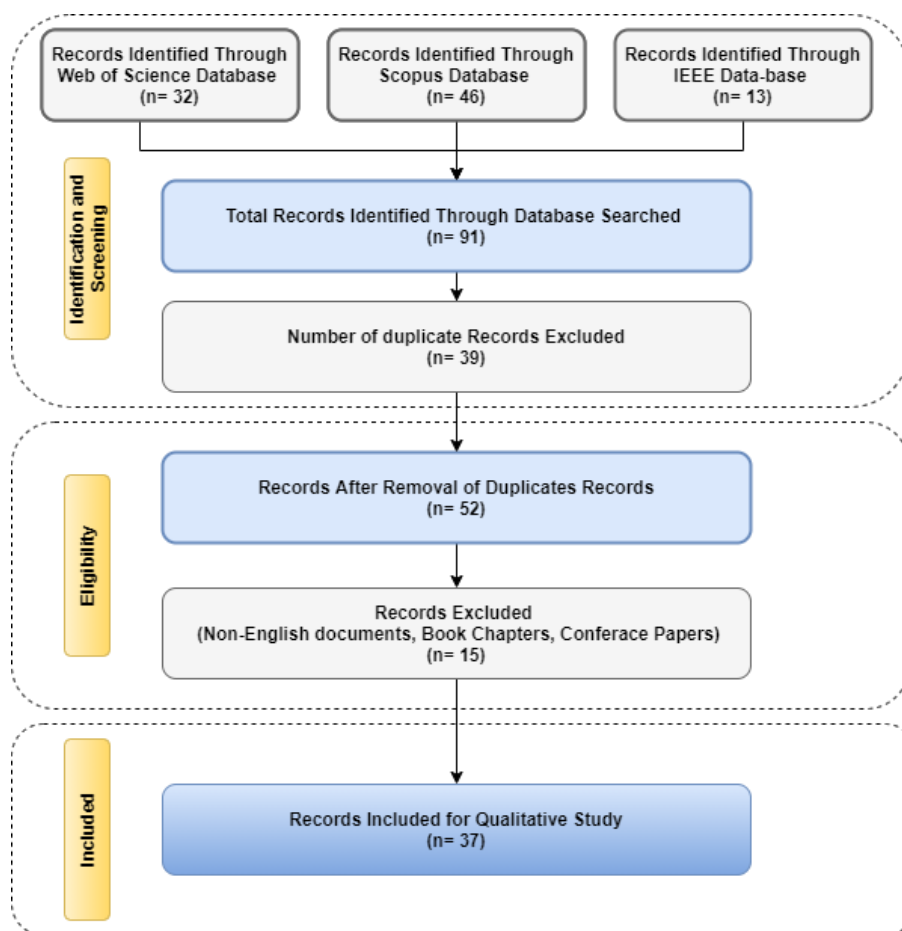 Records Identified Through
Web of Science Database
(n= 32)
Records Identified Through
Scopus Database
(n= 46)
Records Identified Through
IEEE Data-base
(n= 13)
Identification and
Screening
Total Records Identified Through Database Searched
(n= 91)
Number of duplicate Records Excluded
(n= 39)
Eligibility
Records After Removal of Duplicates Records
(n= 52)
Records Excluded
(Non-English documents, Book Chapters, Conferace Papers)
(n= 15)
Included
Records Included for Qualitative Study
(n= 37)